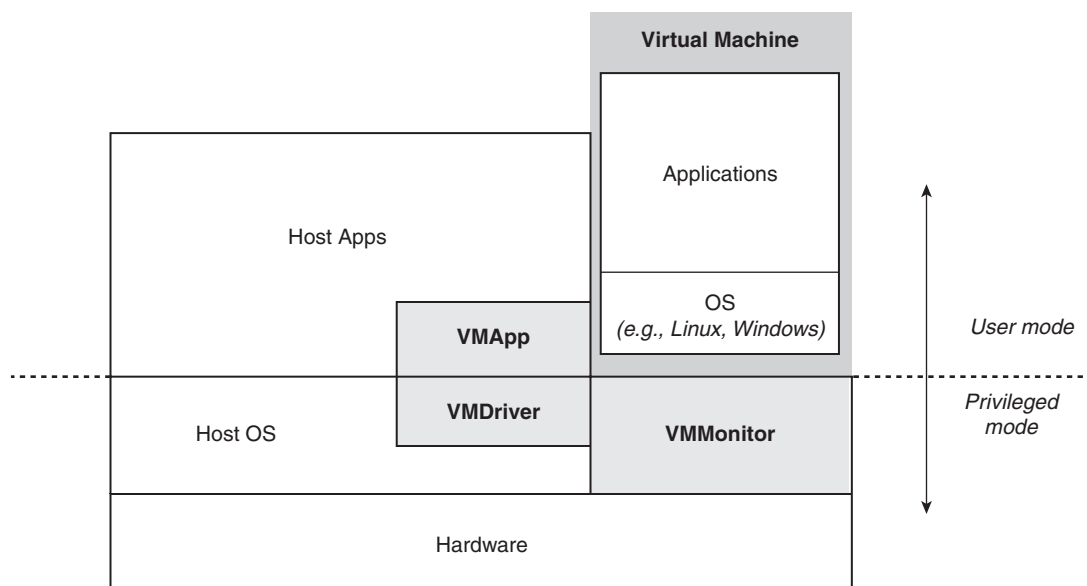 Virtual Machine
Applications
Host Apps
OS
(e.g., Linux, Windows)
VMApp
User mode
VMDriver
Privileged
mode
Host OS
VMMonitor
Hardware